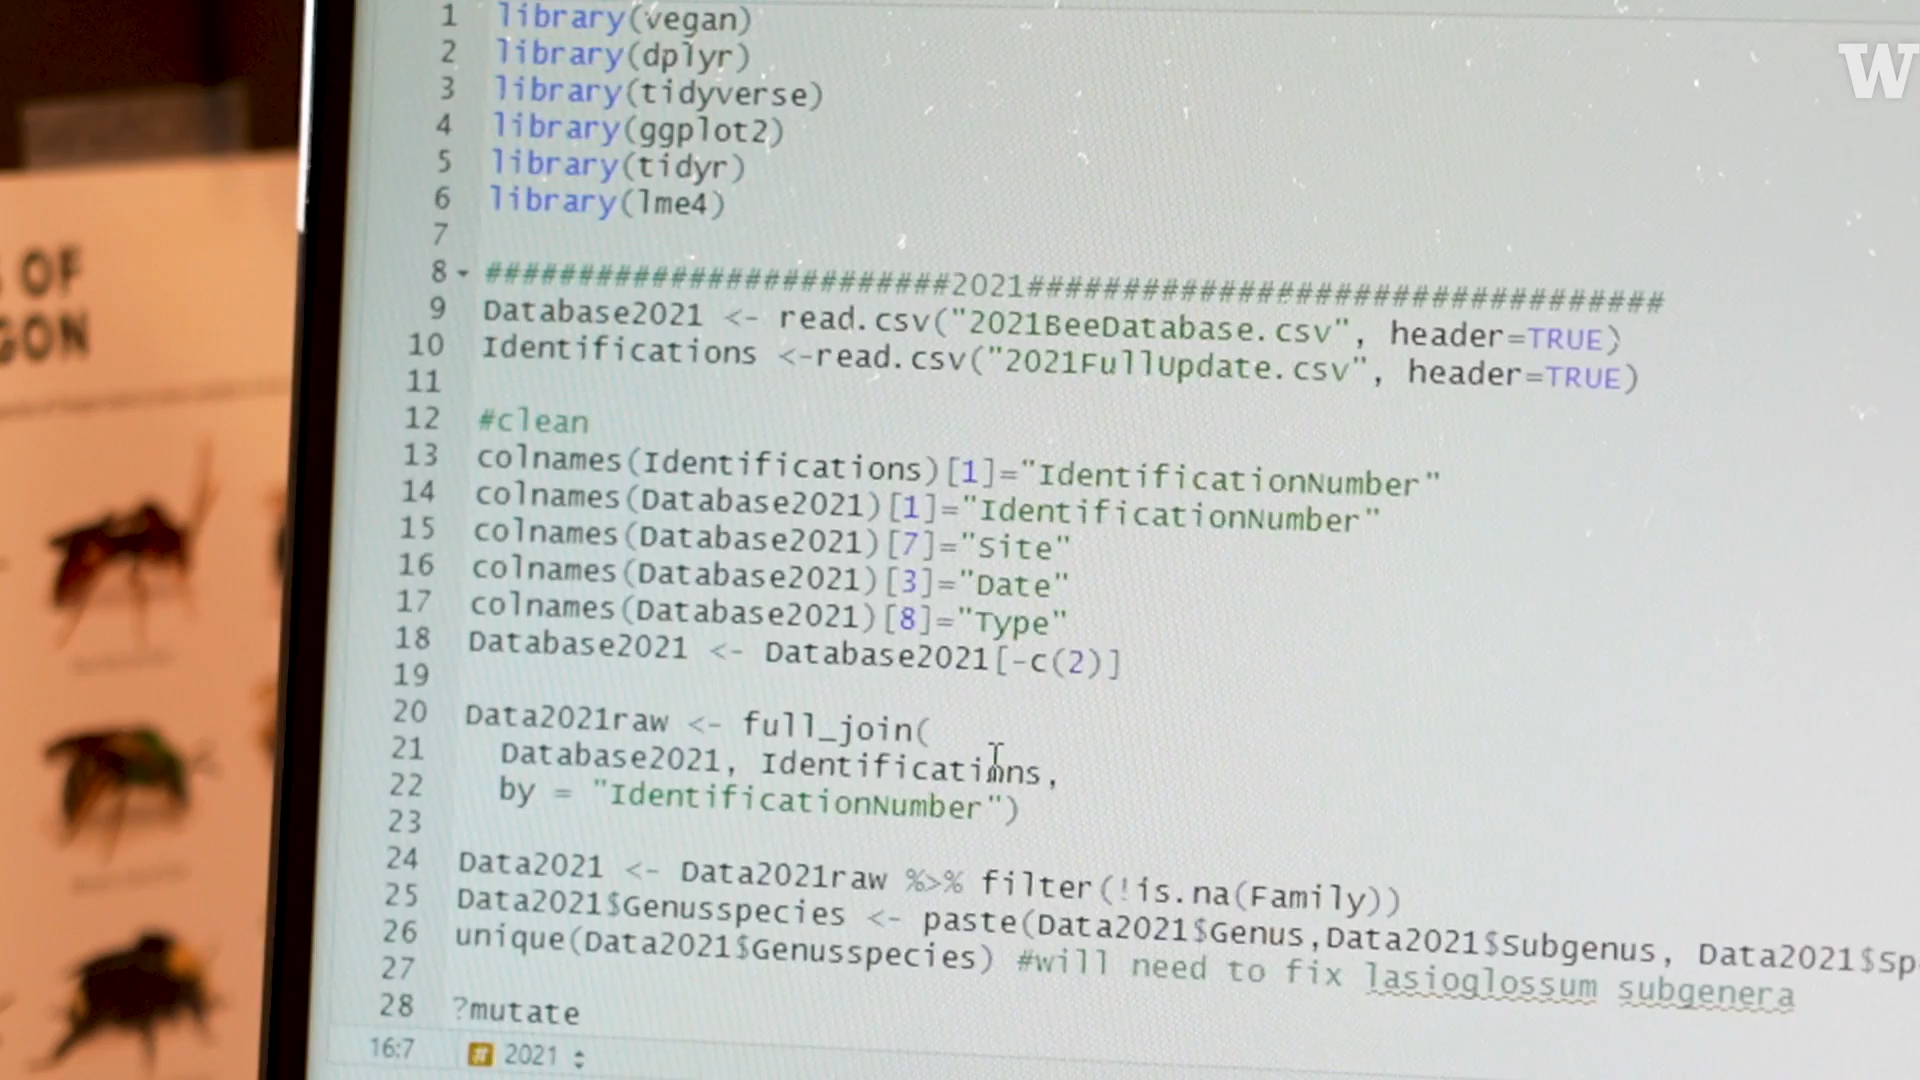 W
OF
GON
1 library(vegan)
2 library(dplyr)
3 library(tidyverse)
4 library(ggplot2)
5 library(tidyr)
6 library(lme4)
7
8 #########################2021##################################
9 Database2021 <- read.csv("2021BeeDatabase.csv", header=TRUE)
10 Identifications <-read.csv("2021FullUpdate.csv", header=TRUE)
11
12 #clean
13 colnames(Identifications)[1]="IdentificationNumber"
14 colnames(Database2021)[1]="IdentificationNumber"
15 colnames(Database2021)[7]="Site"
16 colnames(Database2021)[3]="Date"
17 colnames(Database2021)[8]="Type"
18 Database2021 <- Database2021[-c(2)]
19
20 Data2021raw <- full_join(
21 Database2021, Identifications,
22 by = "IdentificationNumber")
23
24 Data2021 <- Data2021raw %>% filter(!is.na(Family))
25 Data2021$Genusspecies <- paste(Data2021$Genus,Data2021$Subgenus, Data2021$Sp
26 unique(Data2021$Genusspecies) #will need to fix lasioglossum subgenera
27
28 ?mutate
16:7 # 2021